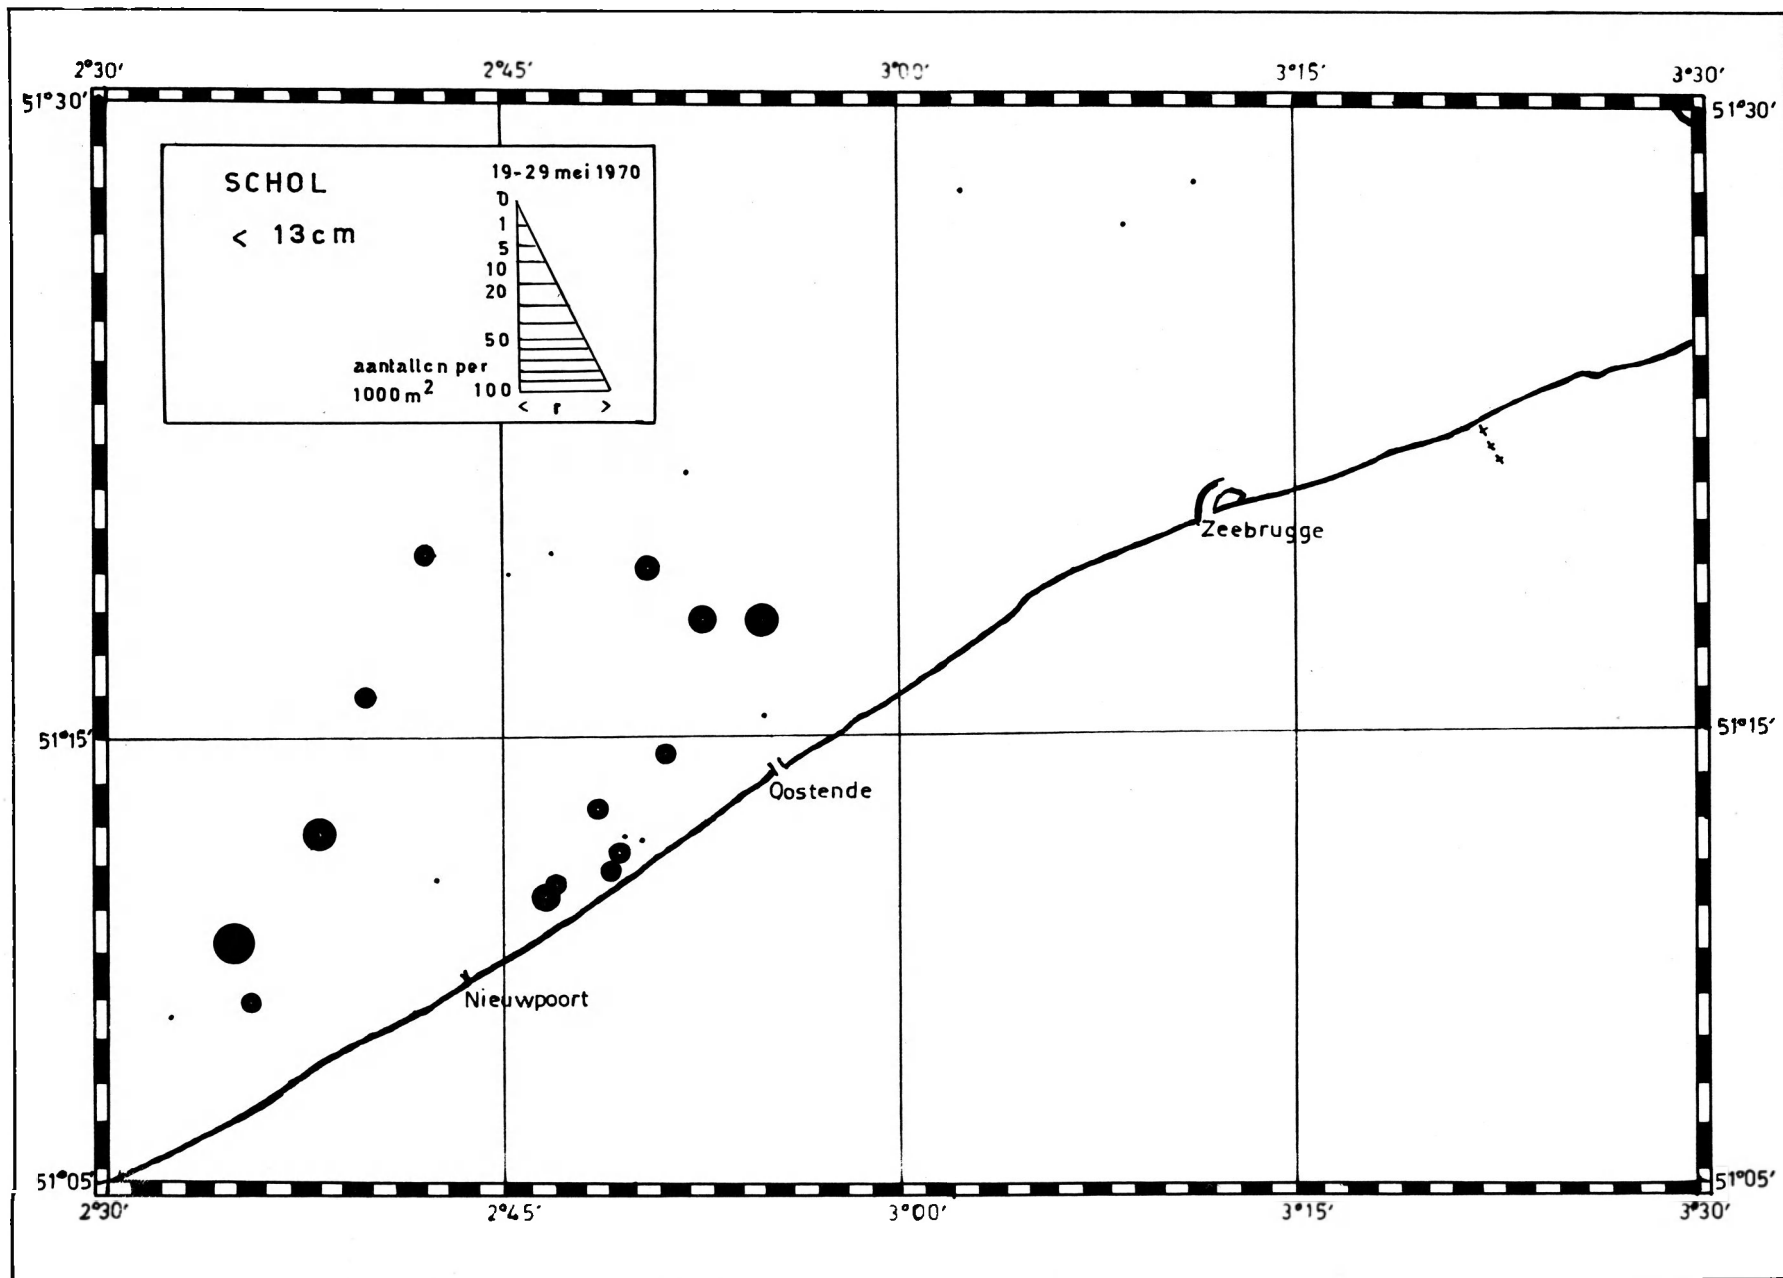 2°30′ 2°45′ 3°00′ 3°15′ 3°30′
51°30′ 51°30′
SCHOL
< 13cm
19-29 mei 1970
0
1
5
10
20
50
100
aantallen per
1000 m²
< r >
Zeebrugge
51°15′ 51°15′
Oostende
Nieuwpoort
51°05′ 51°05′
2°30′ 2°45′ 3°00′ 3°15′ 3°30′